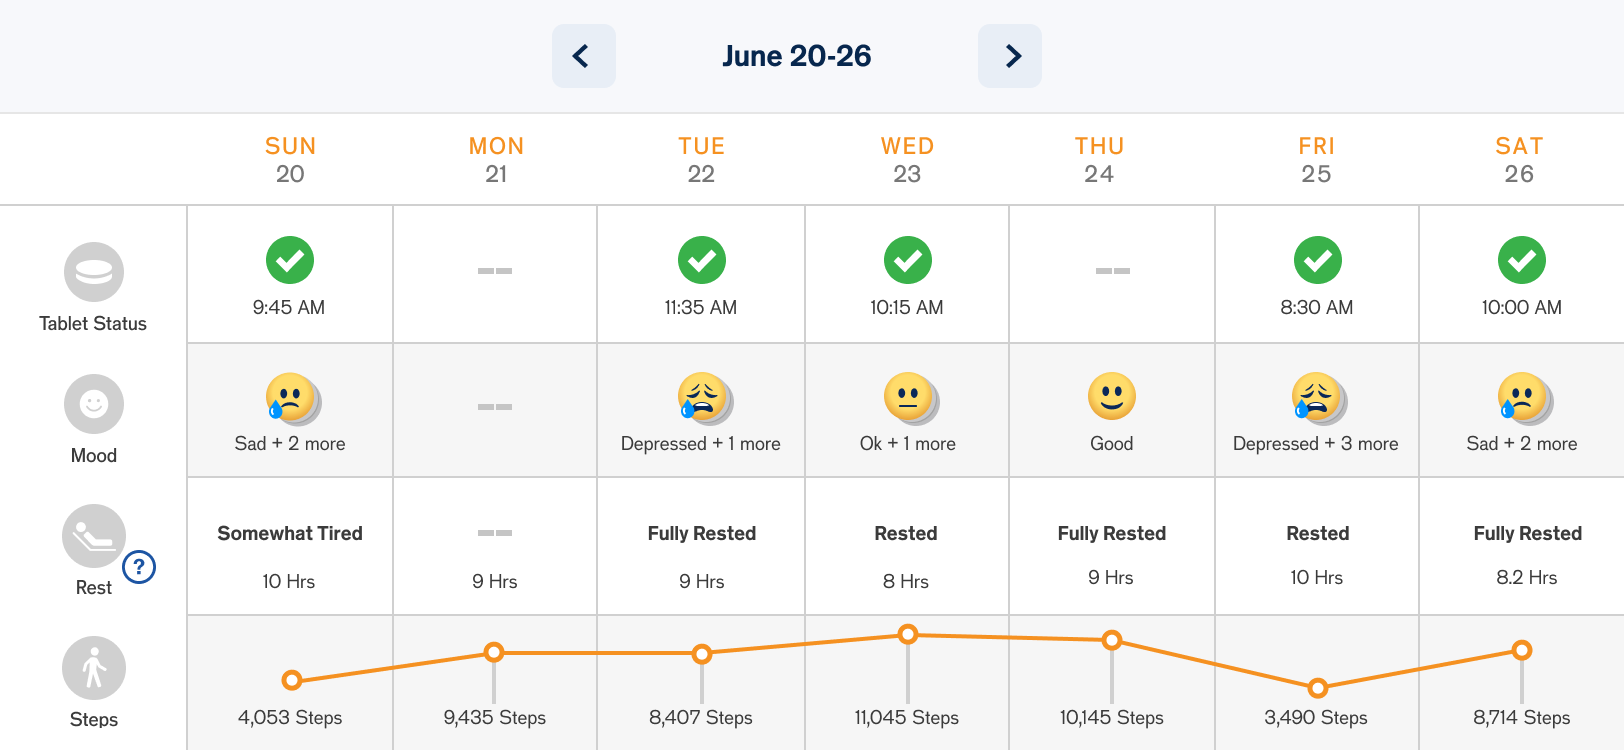 June 20-26
SUN MON TUE WED THU FRI SAT
20 21 22 23 24 25 26
Tablet Status
9:45 AM -- 11:35 AM 10:15 AM -- 8:30 AM 10:00 AM
Mood
Sad + 2 more -- Depressed + 1 more Ok + 1 more Good Depressed + 3 more Sad + 2 more
Rest ?
Somewhat Tired -- Fully Rested Rested Fully Rested Rested Fully Rested
10 Hrs 9 Hrs 9 Hrs 8 Hrs 9 Hrs 10 Hrs 8.2 Hrs
Steps
4,053 Steps 9,435 Steps 8,407 Steps 11,045 Steps 10,145 Steps 3,490 Steps 8,714 Steps